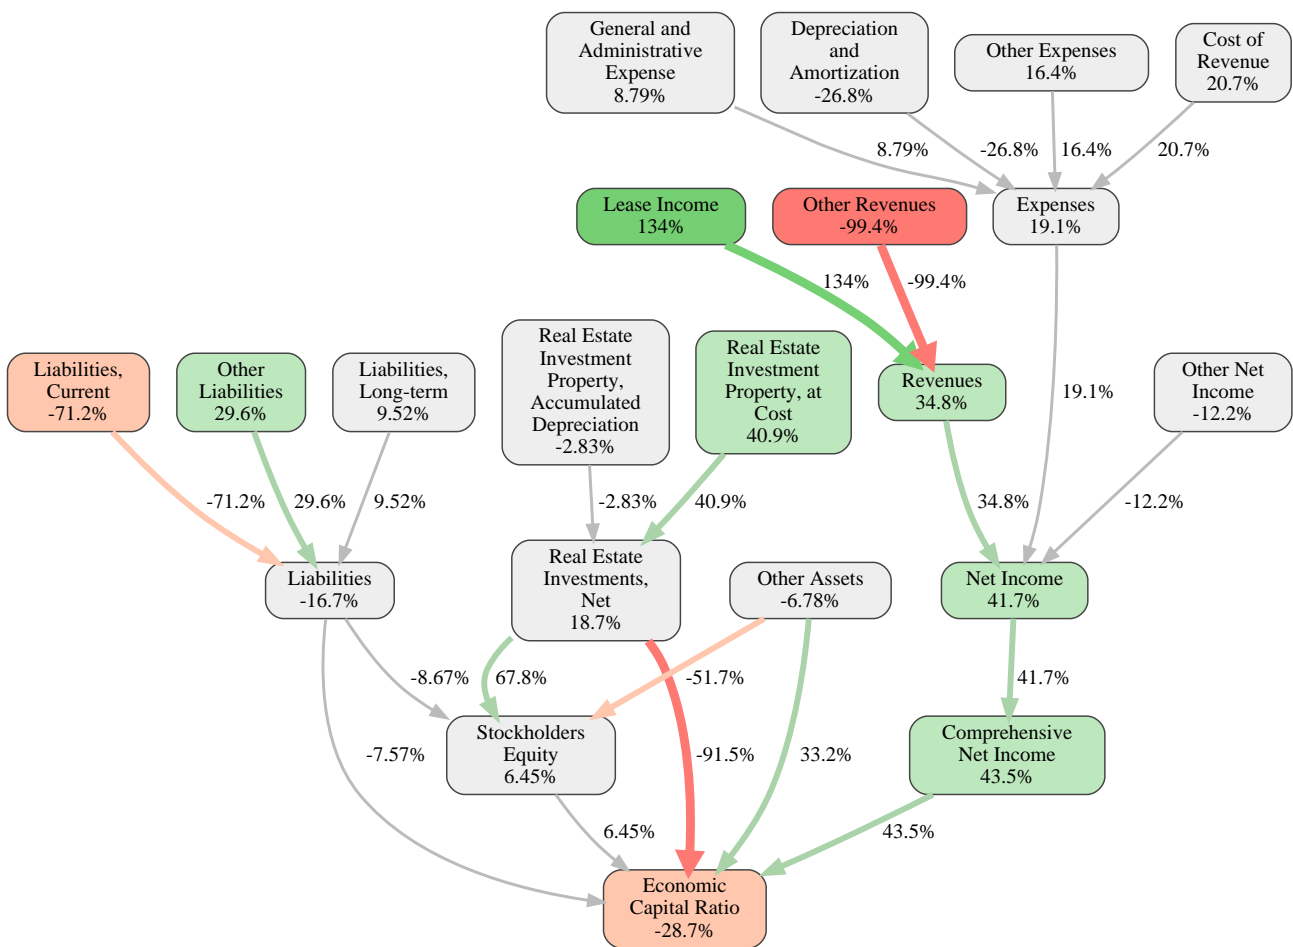 General and
Administrative
Expense
8.79%
Depreciation
and
Amortization
-26.8%
Other Expenses
16.4%
Cost of
Revenue
20.7%
8.79%
-26.8%
16.4%
20.7%
Lease Income
134%
Other Revenues
-99.4%
Expenses
19.1%
134%
-99.4%
Liabilities,
Current
-71.2%
Other
Liabilities
29.6%
Liabilities,
Long-term
9.52%
Real Estate
Investment
Property,
Accumulated
Depreciation
-2.83%
Real Estate
Investment
Property, at
Cost
40.9%
Revenues
34.8%
19.1%
Other Net
Income
-12.2%
-71.2%
29.6%
9.52%
-2.83%
40.9%
34.8%
-12.2%
Liabilities
-16.7%
Real Estate
Investments,
Net
18.7%
Other Assets
-6.78%
Net Income
41.7%
-8.67%
67.8%
-51.7%
41.7%
-7.57%
Stockholders
Equity
6.45%
-91.5%
33.2%
Comprehensive
Net Income
43.5%
6.45%
43.5%
Economic
Capital Ratio
-28.7%